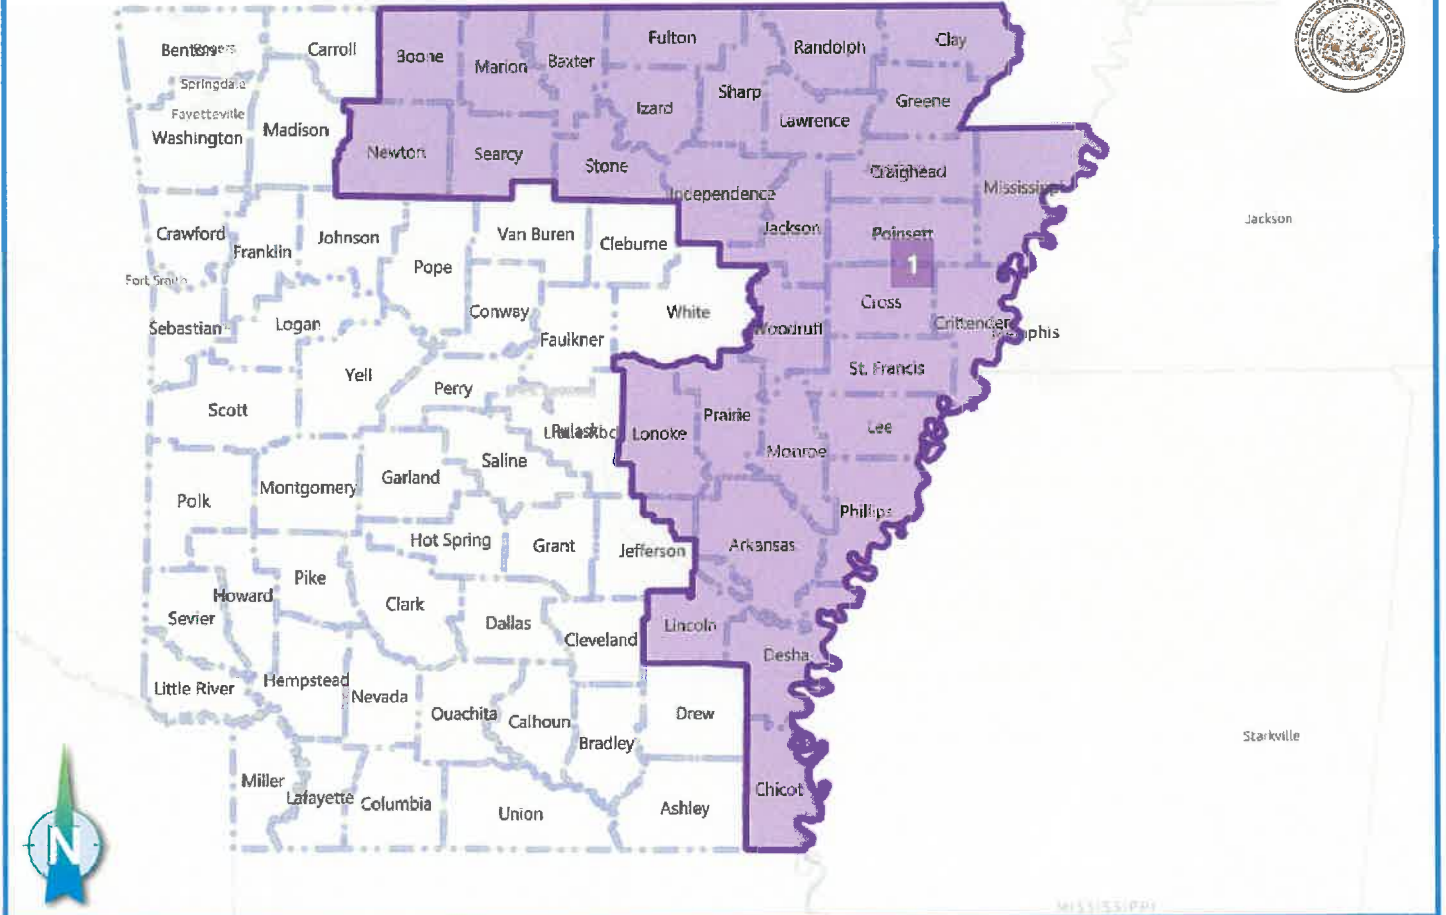 Fulton
Clay
Randolph
Carroll
Boone
Marion
Baxter
Springdale
Sharp
Greene
Izard
Fayetteville
Lawrence
Washington
Madison
Newton
Searcy
Stone
Craighead
Mississippi
Independence
Jackson
Jackson
Poinsett
Crawford
Franklin
Johnson
Van Buren
Cleburne
Pope
1
Fort Smith
Cross
Conway
White
Woodruff
Crittenden
Memphis
Sebastian
Logan
Faulkner
St. Francis
Yell
Perry
Scott
Prairie
Lee
Pulaski
Lonoke
Monroe
Saline
Garland
Montgomery
Polk
Phillips
Hot Spring
Grant
Jefferson
Arkansas
Pike
Howard
Clark
Sevier
Dallas
Lincoln
Cleveland
Desha
Hempstead
Little River
Nevada
Ouachita
Calhoun
Drew
Bradley
Starkville
Miller
Lafayette
Columbia
Union
Ashley
Chicot
N
MISSISSIPPI